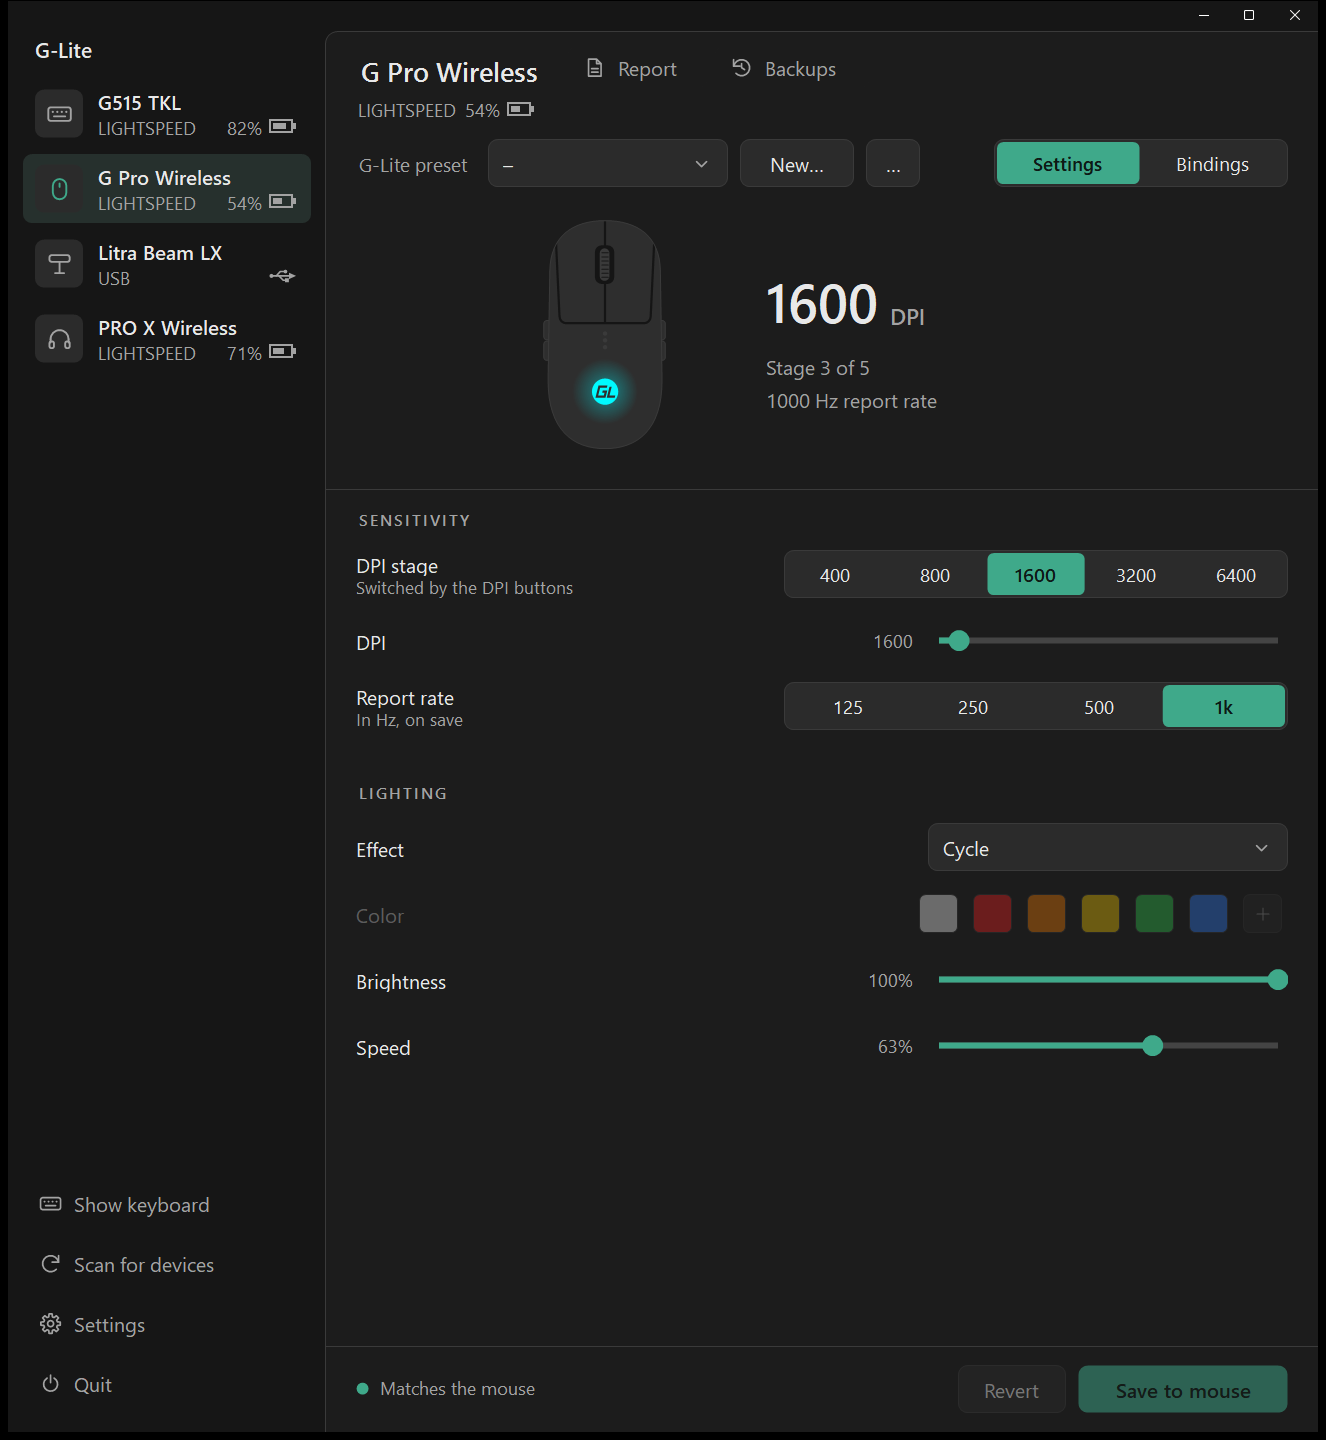 G-Lite
G515 TKL
LIGHTSPEED 82%
G Pro Wireless
LIGHTSPEED 54%
Litra Beam LX
USB
PRO X Wireless
LIGHTSPEED 71%
Show keyboard
Scan for devices
Settings
Quit
G Pro Wireless Report Backups
LIGHTSPEED 54%
G-Lite preset – New... ... Settings Bindings
GL
1600 DPI
Stage 3 of 5
1000 Hz report rate
SENSITIVITY
DPI stage
Switched by the DPI buttons
400 800 1600 3200 6400
DPI 1600
Report rate
In Hz, on save
125 250 500 1k
LIGHTING
Effect Cycle
Color +
Brightness 100%
Speed 63%
Matches the mouse Revert Save to mouse